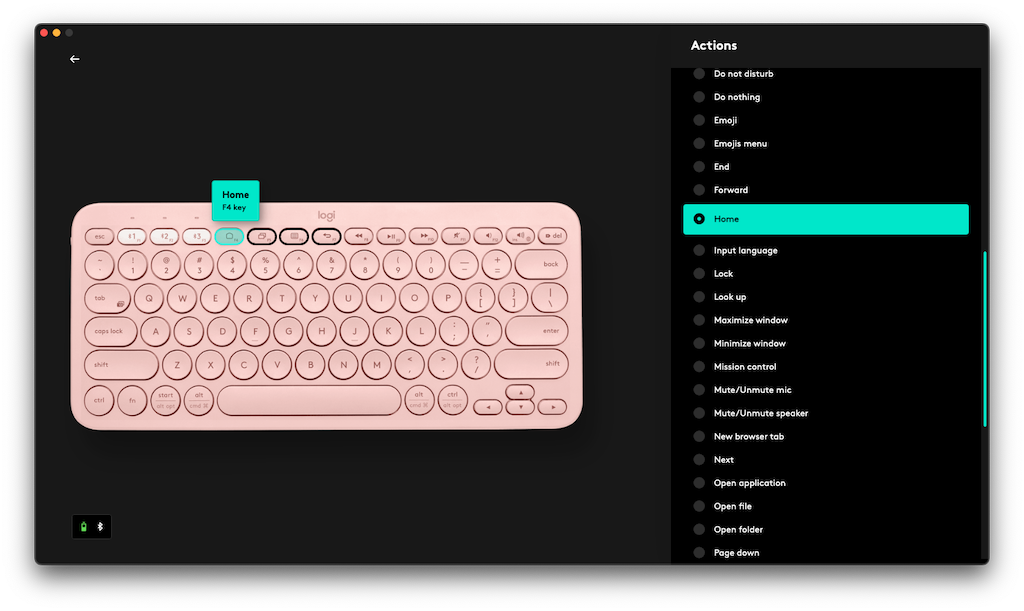 Actions
Do not disturb
Do nothing
Emoji
Emojis menu
End
Forward
Home
Input language
Lock
Look up
Maximize window
Minimize window
Mission control
Mute/Unmute mic
Mute/Unmute speaker
New browser tab
Next
Open application
Open file
Open folder
Page down
Home
F4 key
logi
esc 1 2 3 del
~ ! @ # $ % ^ & * ( ) — +
1 2 3 4 5 6 7 8 9 0 - = back
tab Q W E R T Y U I O P { [ } ] | \
caps lock A S D F G H J K L : ; " ' enter
shift Z X C V B N M < , > . ? / shift
ctrl fn start alt opt alt cmd ⌘ alt cmd ⌘ ctrl alt opt